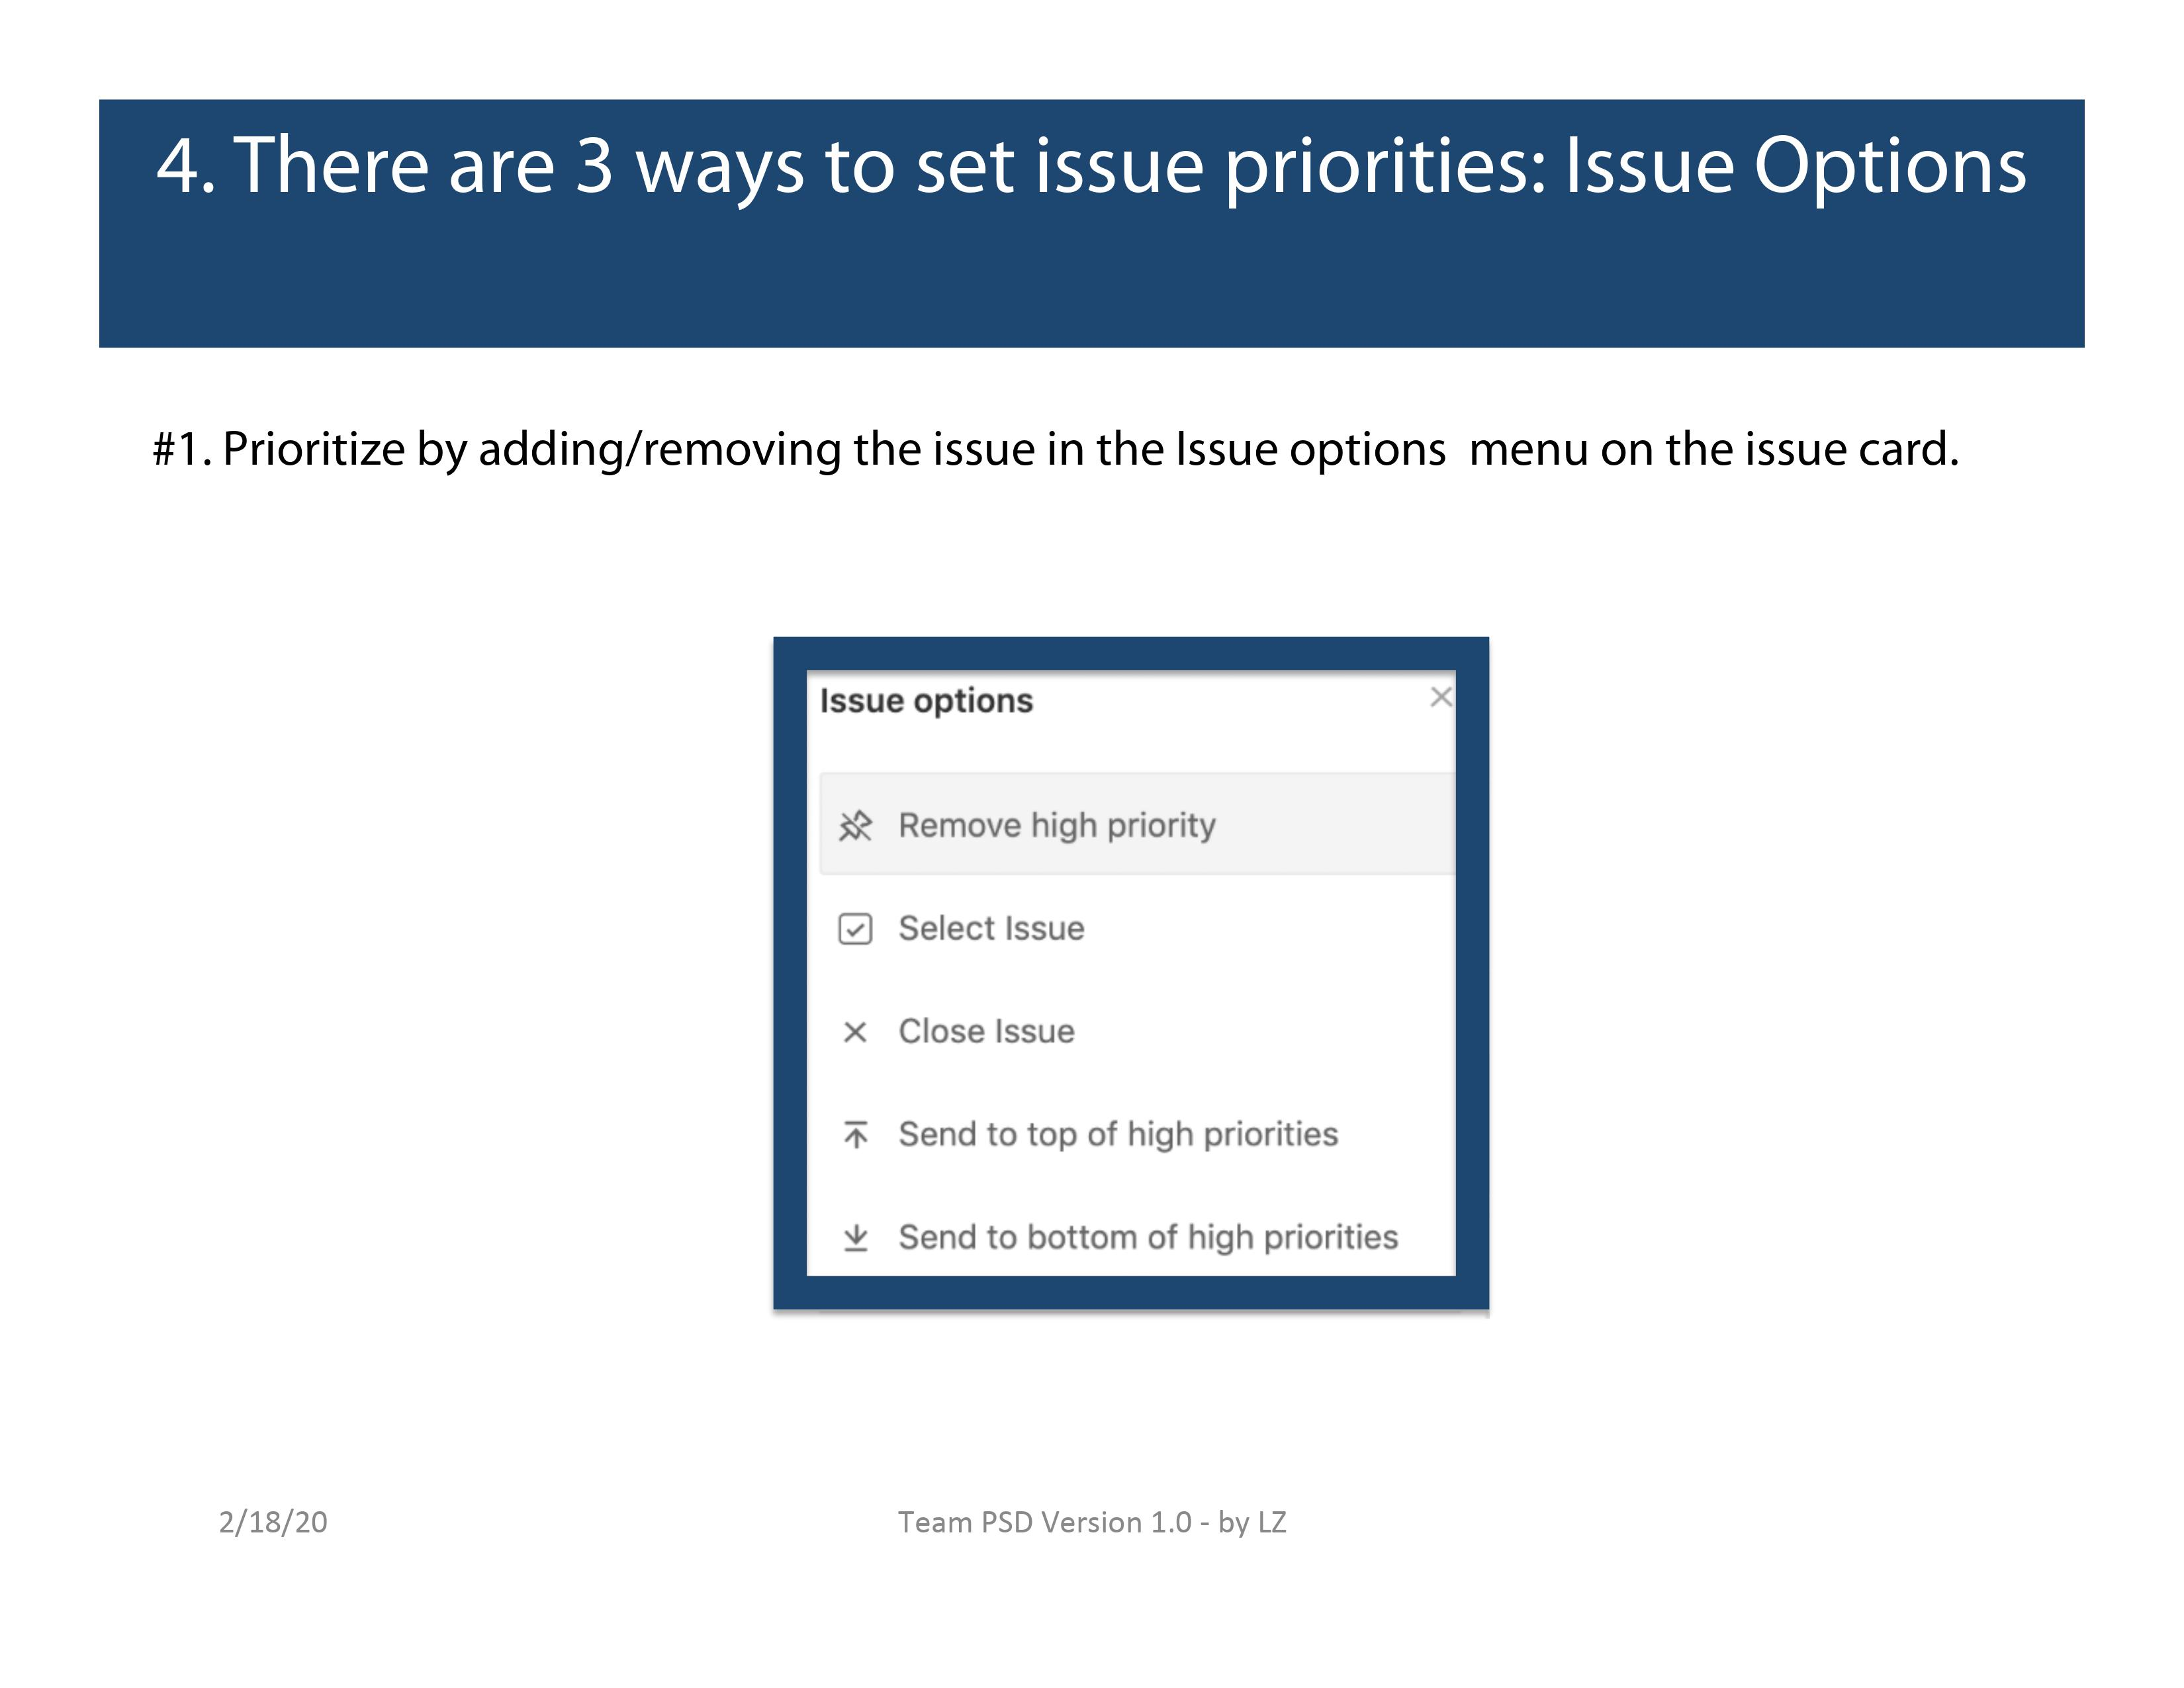 4. There are 3 ways to set issue priorities: Issue Options
#1. Prioritize by adding/removing the issue in the Issue options  menu on the issue card.
Issue options
Remove high priority
Select Issue
Close Issue
Send to top of high priorities
Send to bottom of high priorities
2/18/20
Team PSD Version 1.0 - by LZ